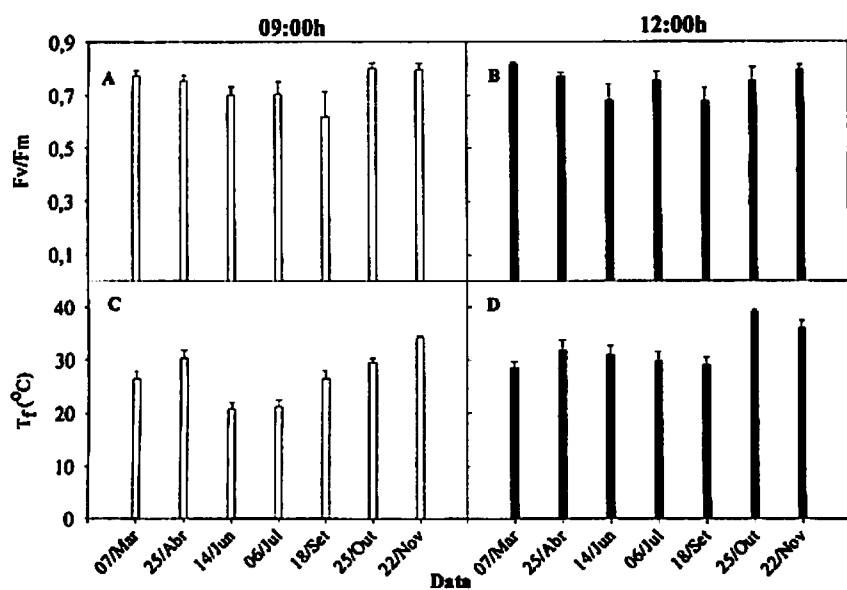 09:00h 12:00h
0,9
0,7
0,5
0,3
0,1
Fv/Fm
A
B
40
30
20
10
0
Tf(°C)
C
D
07/Mar 25/Abr 14/Jun 06/Jul 18/Set 25/Out 22/Nov 07/Mar 25/Abr 14/Jun 06/Jul 18/Set 25/Out 22/Nov
Data